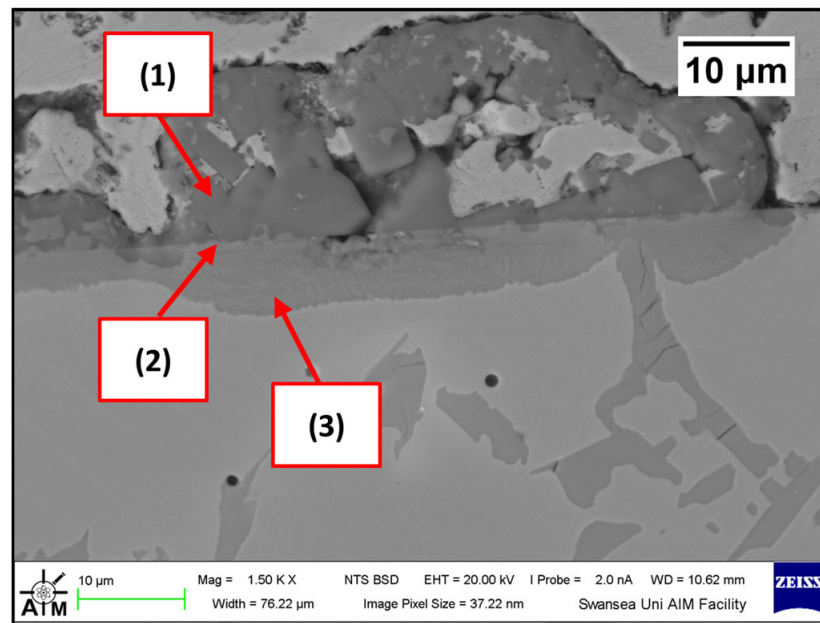 10 µm
(1)
(2)
(3)
AIM
10 µm
Mag = 1.50 K X
NTS BSD
EHT = 20.00 kV
I Probe = 2.0 nA
WD = 10.62 mm
Width = 76.22 µm
Image Pixel Size = 37.22 nm
Swansea Uni AIM Facility
ZEISS